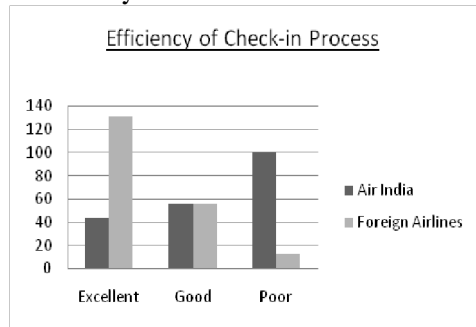 Efficiency of Check-in Process
140
120
100
80
60
40
20
0
Excellent Good Poor
Air India
Foreign Airlines